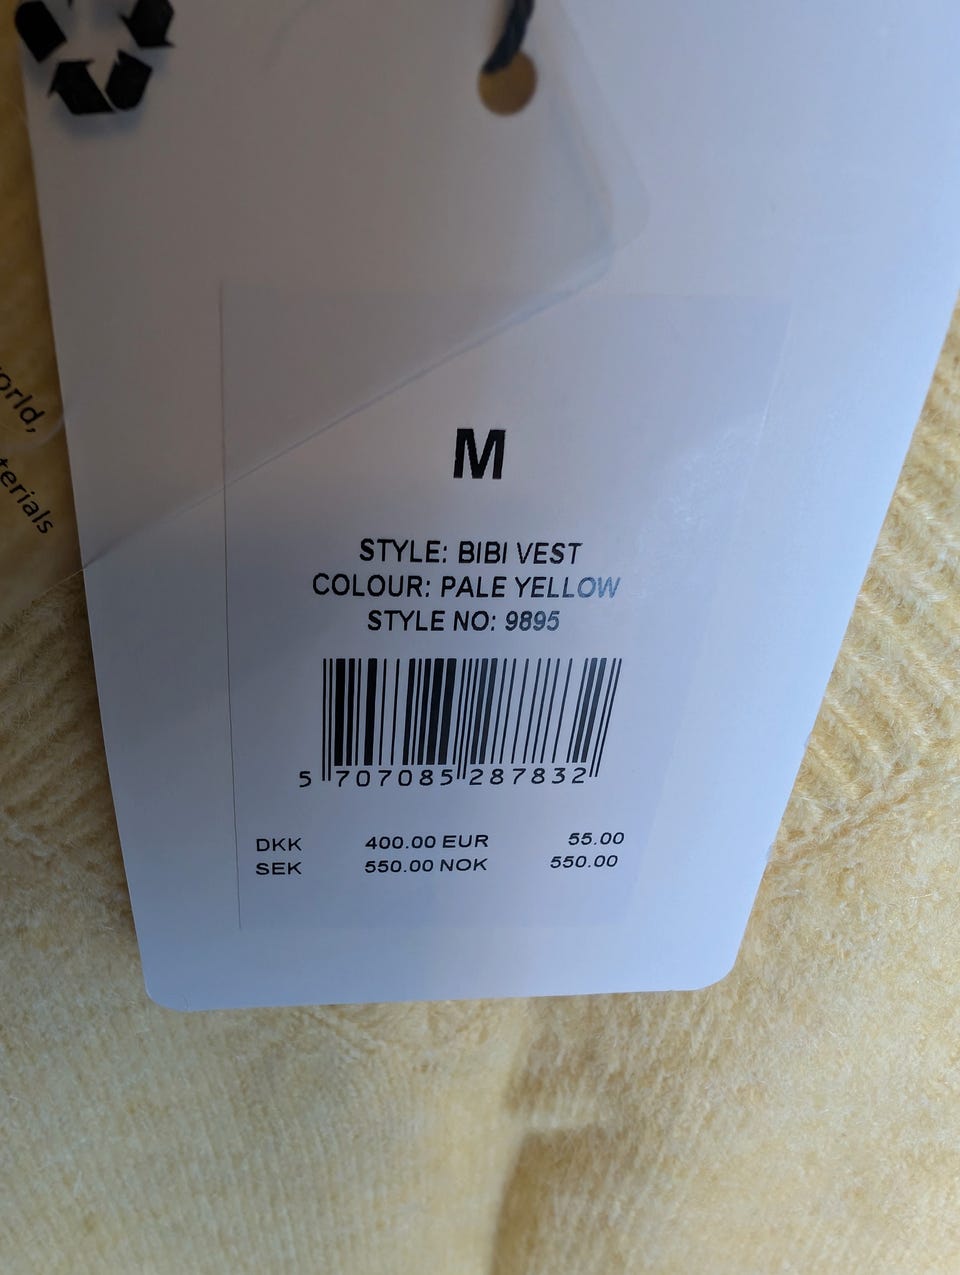 orld,
terials
M
STYLE: BIBI VEST
COLOUR: PALE YELLOW
STYLE NO: 9895
5 707085 287832
DKK 400.00 EUR 55.00
SEK 550.00 NOK 550.00